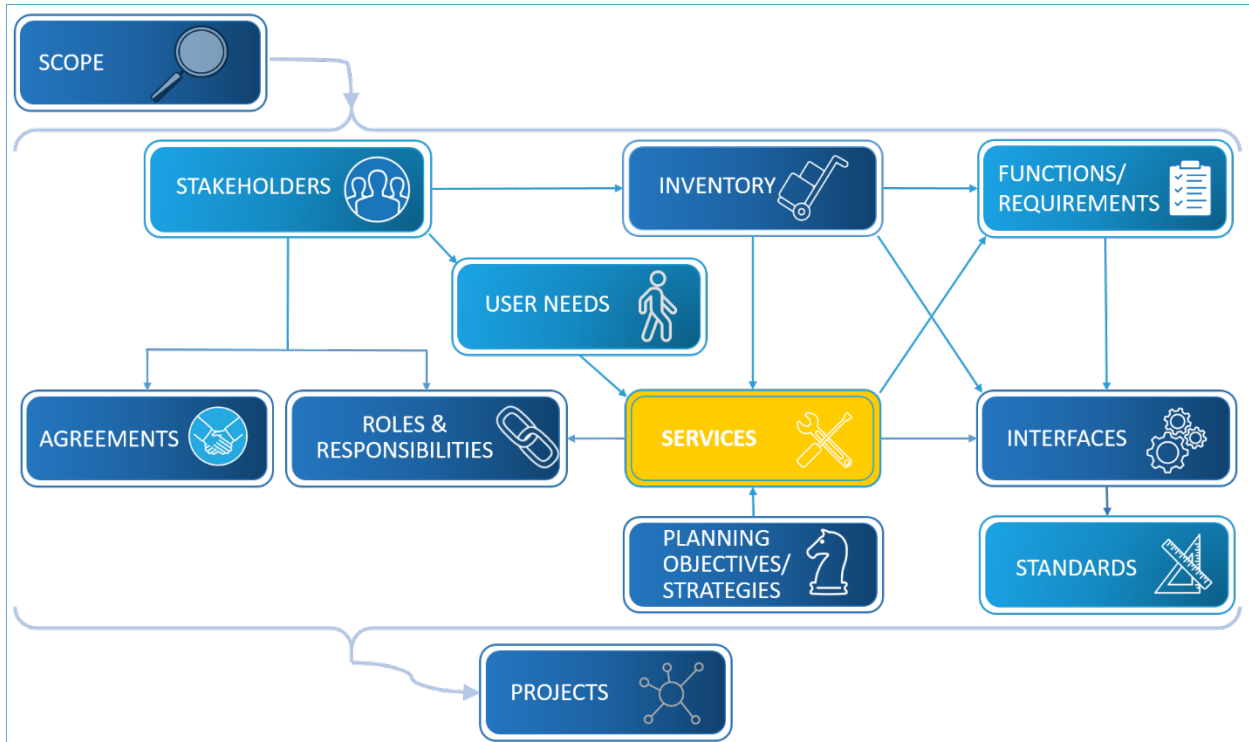 SCOPE
STAKEHOLDERS
INVENTORY
FUNCTIONS/
REQUIREMENTS
USER NEEDS
AGREEMENTS
ROLES &
RESPONSIBILITIES
SERVICES
INTERFACES
PLANNING
OBJECTIVES/
STRATEGIES
STANDARDS
PROJECTS